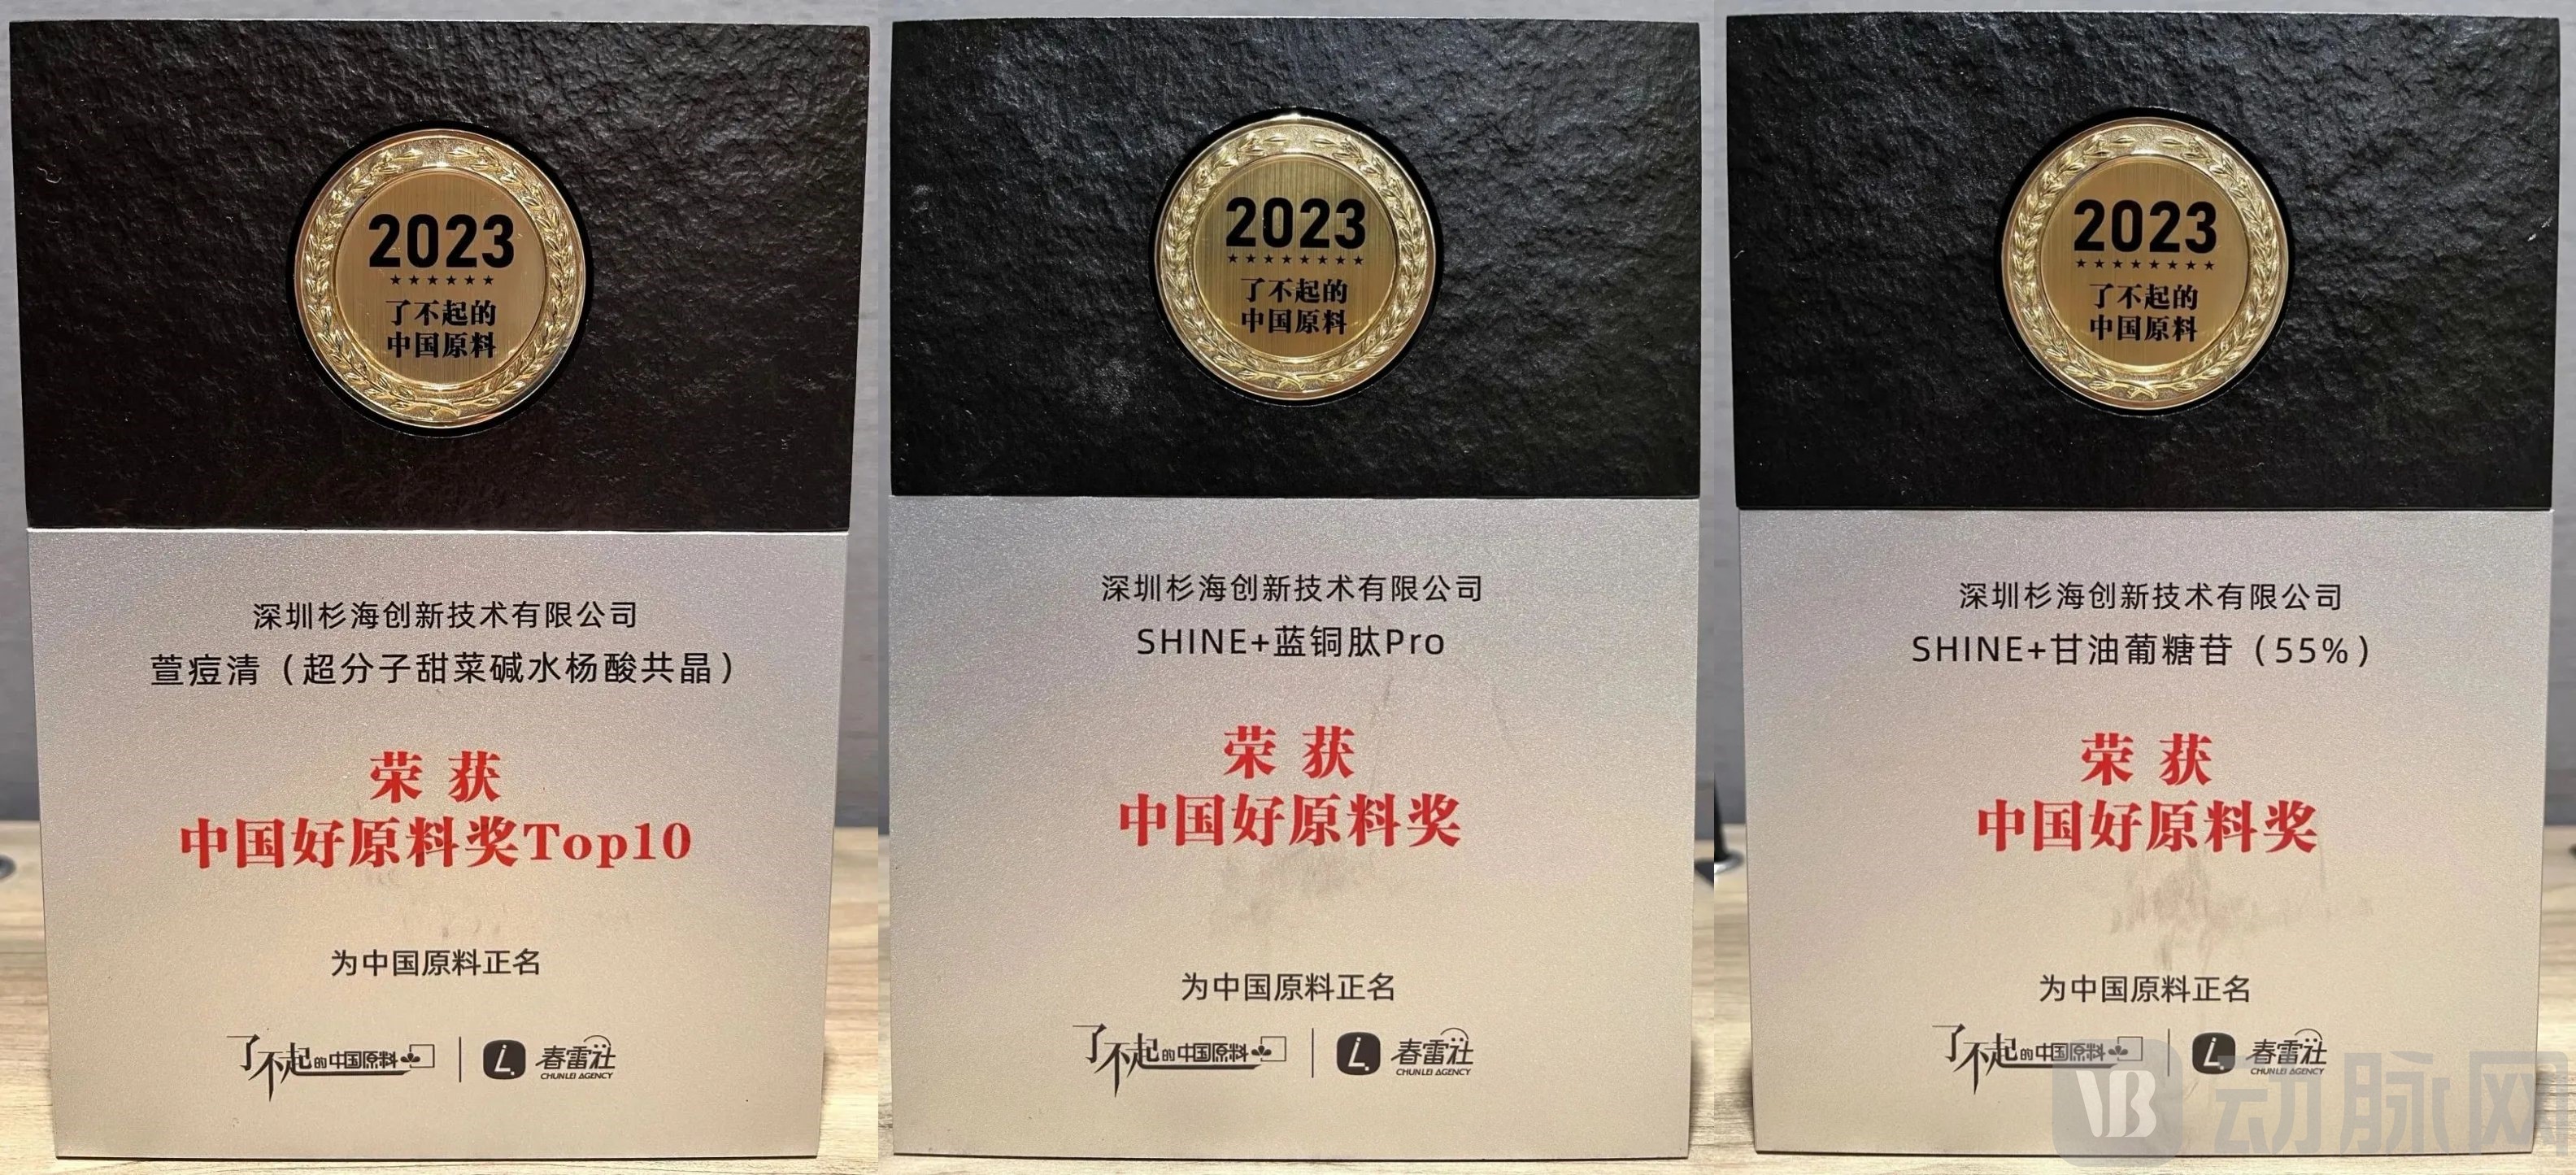 2023
了不起的
中国原料
深圳杉海创新技术有限公司
萱痘清（超分子甜菜碱水杨酸共晶）
荣获
中国好原料奖Top10
为中国原料正名
了不起的中国原料
春雷社
CHUNLEI AGENCY
2023
了不起的
中国原料
深圳杉海创新技术有限公司
SHINE+蓝铜肽Pro
荣获
中国好原料奖
为中国原料正名
了不起的中国原料
春雷社
CHUNLEI AGENCY
2023
了不起的
中国原料
深圳杉海创新技术有限公司
SHINE+甘油葡糖苷（55%）
荣获
中国好原料奖
为中国原料正名
了不起的中国原料
春雷社
CHUNLEI AGENCY
VB 动脉网